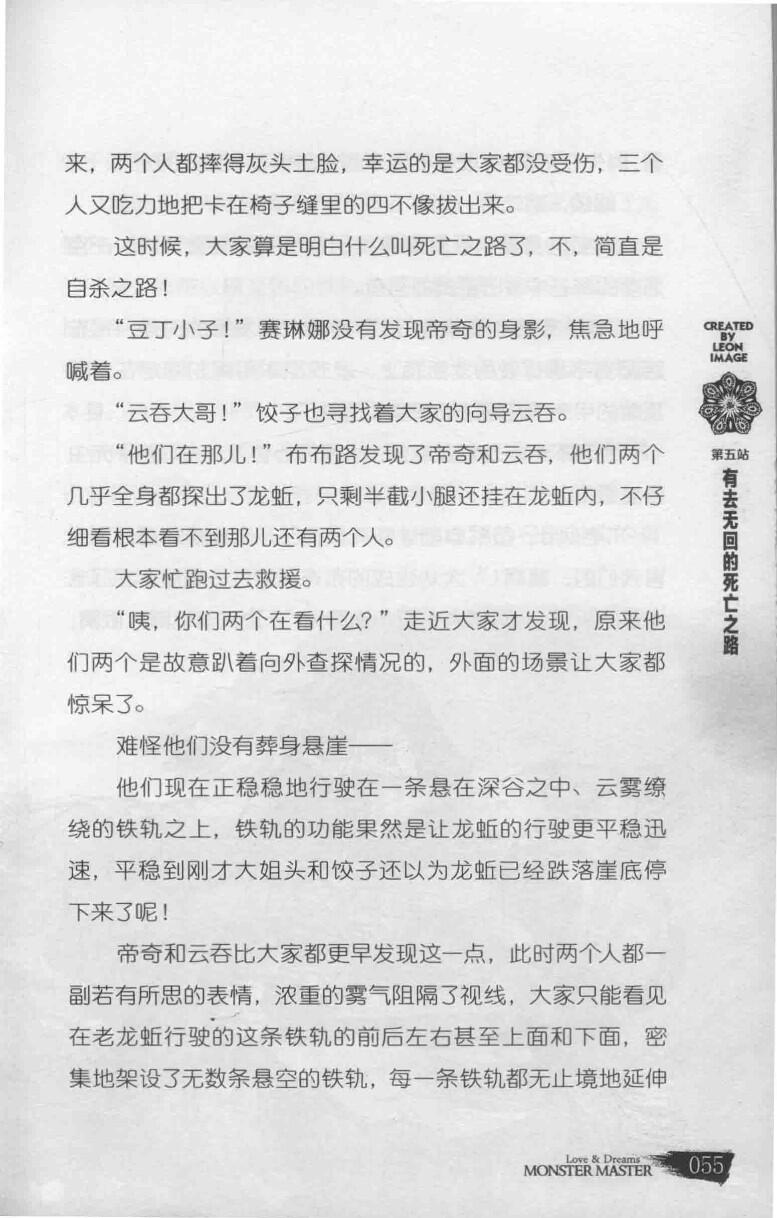 来，两个人都摔得灰头土脸，幸运的是大家都没受伤，三个
人又吃力地把卡在椅子缝里的四不像拔出来。
这时候，大家算是明白什么叫死亡之路了，不，简直是
自杀之路！
“豆丁小子！”赛琳娜没有发现帝奇的身影，焦急地呼
喊着。
“云吞大哥！”饺子也寻找着大家的向导云吞。
“他们在那儿！”布布路发现了帝奇和云吞，他们两个
几乎全身都探出了龙蚯，只剩半截小腿还挂在龙蚯内，不仔
细看根本看不到那儿还有两个人。
大家忙跑过去救援。
“咦，你们两个在看什么？”走近大家才发现，原来他
们两个是故意趴着向外查探情况的，外面的场景让大家都
惊呆了。
难怪他们没有葬身悬崖——
他们现在正稳稳地行驶在一条悬在深谷之中、云雾缭
绕的铁轨之上，铁轨的功能果然是让龙蚯的行驶更平稳迅
速，平稳到刚才大姐头和饺子还以为龙蚯已经跌落崖底停
下来了呢！
帝奇和云吞比大家都更早发现这一点，此时两个人都一
副若有所思的表情，浓重的雾气阻隔了视线，大家只能看见
在老龙蚯行驶的这条铁轨的前后左右甚至上面和下面，密
集地架设了无数条悬空的铁轨，每一条铁轨都无止境地延伸
CREATED
BY
LEON
IMAGE
第五站
有去无回的死亡之路
Love & Dreams
MONSTER MASTER
055